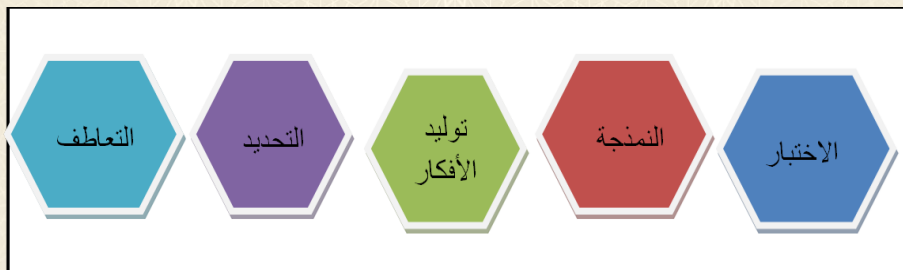 التعاطف
التحديد
توليد
الأفكار
النمذجة
الاختبار